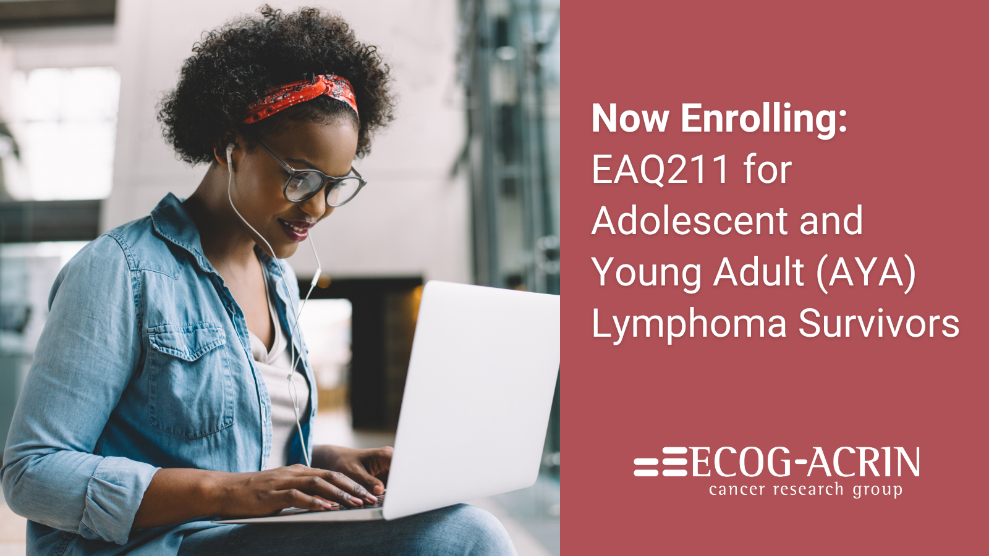 Now Enrolling:
EAQ211 for
Adolescent and
Young Adult (AYA)
Lymphoma Survivors
ECOG-ACRIN
cancer research group